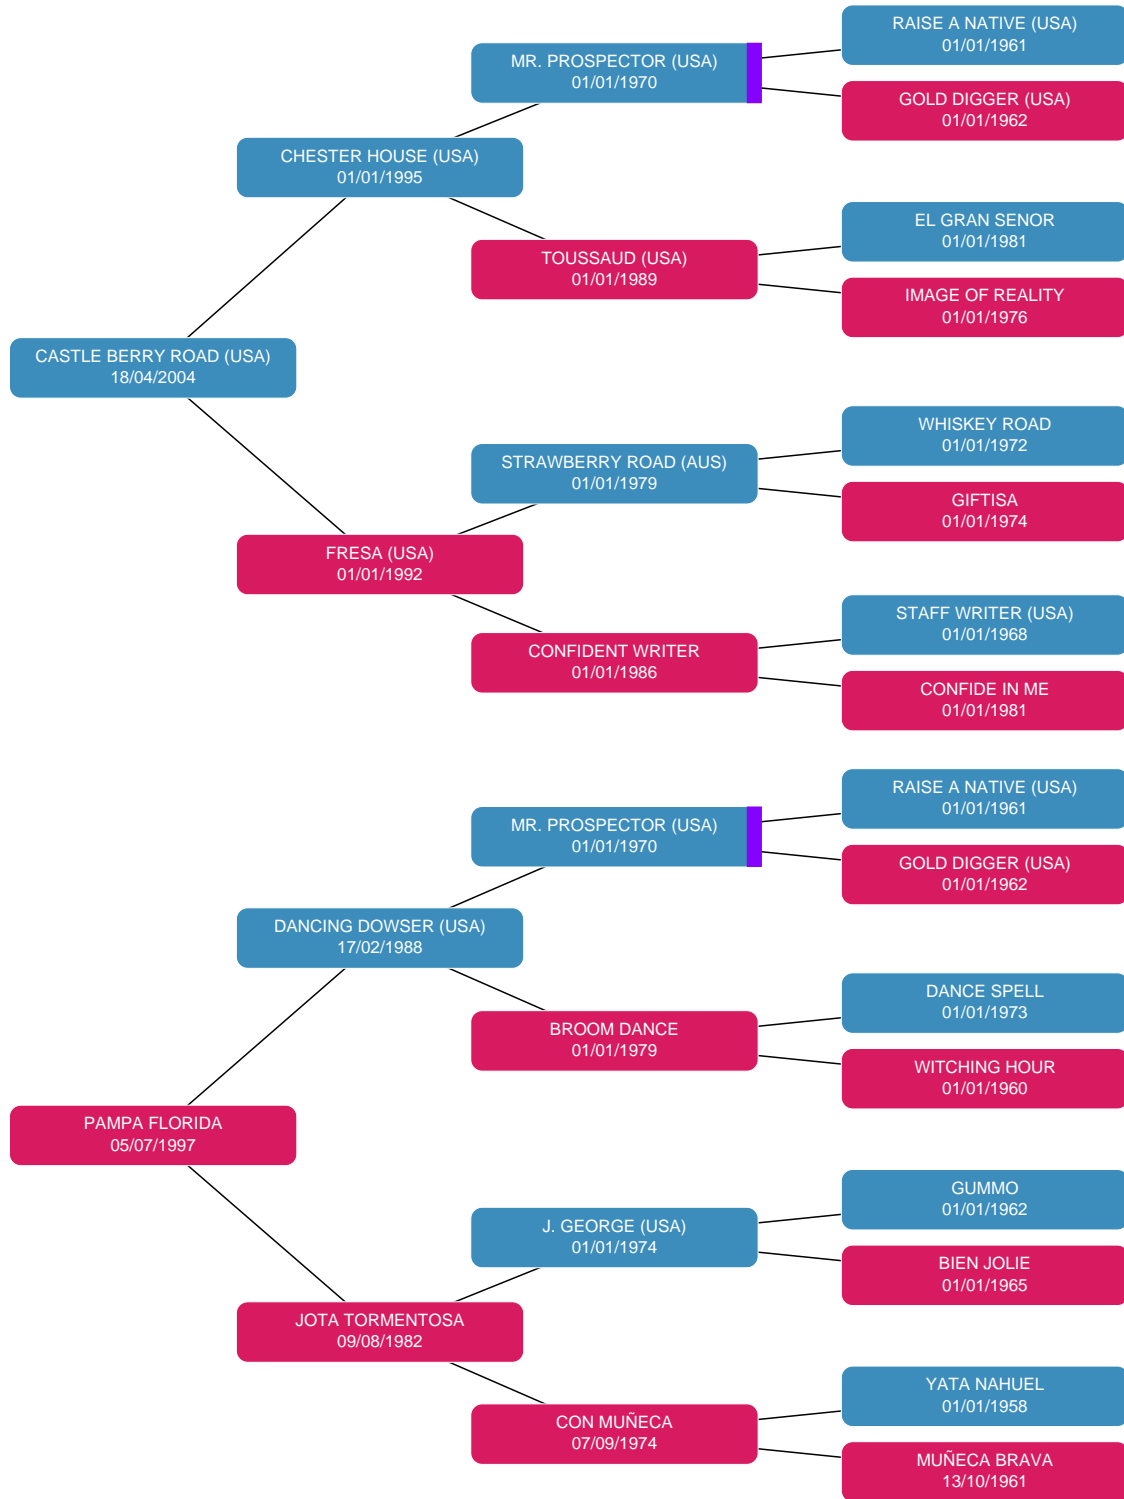 RAISE A NATIVE (USA)
01/01/1961
MR. PROSPECTOR (USA)
01/01/1970
GOLD DIGGER (USA)
01/01/1962
CHESTER HOUSE (USA)
01/01/1995
EL GRAN SENOR
01/01/1981
TOUSSAUD (USA)
01/01/1989
IMAGE OF REALITY
01/01/1976
CASTLE BERRY ROAD (USA)
18/04/2004
WHISKEY ROAD
01/01/1972
STRAWBERRY ROAD (AUS)
01/01/1979
GIFTISA
01/01/1974
FRESA (USA)
01/01/1992
STAFF WRITER (USA)
01/01/1968
CONFIDENT WRITER
01/01/1986
CONFIDE IN ME
01/01/1981
RAISE A NATIVE (USA)
01/01/1961
MR. PROSPECTOR (USA)
01/01/1970
GOLD DIGGER (USA)
01/01/1962
DANCING DOWSER (USA)
17/02/1988
DANCE SPELL
01/01/1973
BROOM DANCE
01/01/1979
WITCHING HOUR
01/01/1960
PAMPA FLORIDA
05/07/1997
GUMMO
01/01/1962
J. GEORGE (USA)
01/01/1974
BIEN JOLIE
01/01/1965
JOTA TORMENTOSA
09/08/1982
YATA NAHUEL
01/01/1958
CON MUÑECA
07/09/1974
MUÑECA BRAVA
13/10/1961